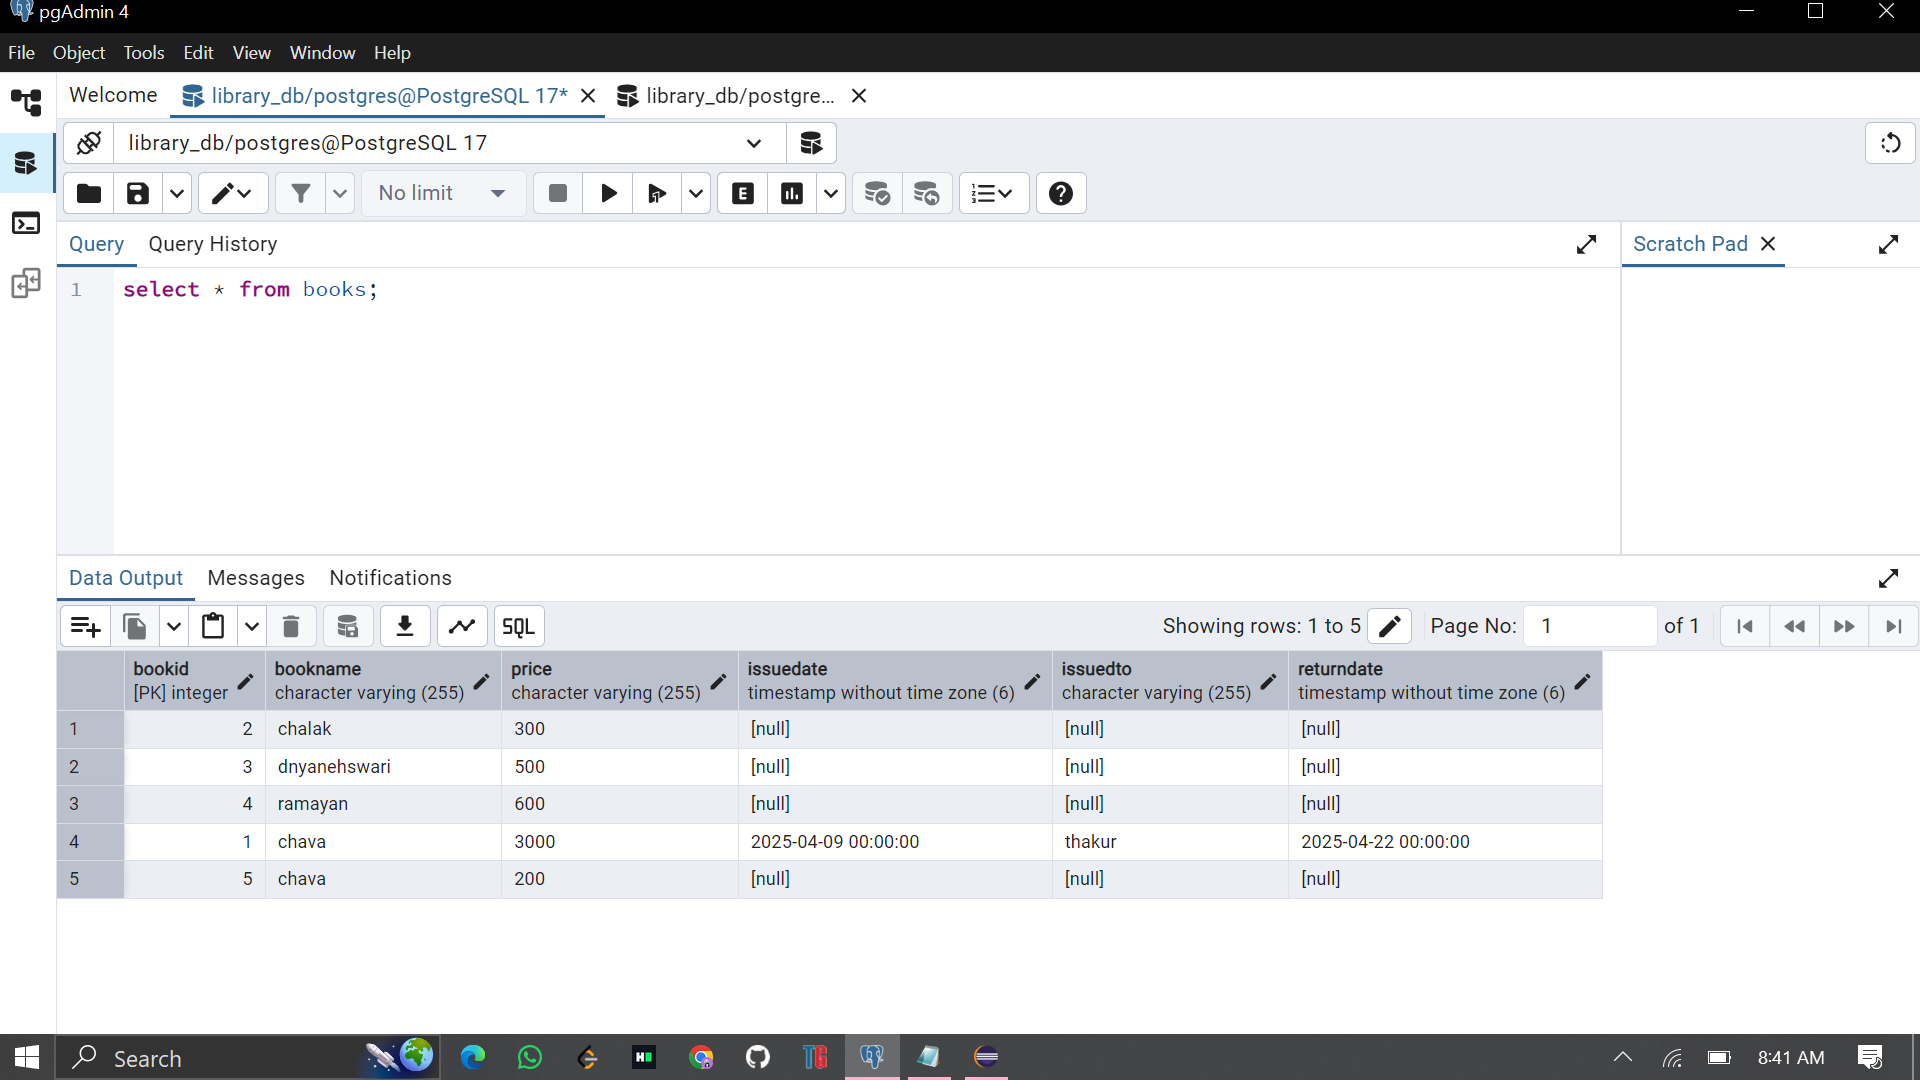 pgAdmin 4
File Object Tools Edit View Window Help
Welcome library_db/postgres@PostgreSQL 17* library_db/postgre...
library_db/postgres@PostgreSQL 17
No limit E
Query Query History Scratch Pad
1 select * from books;
Data Output Messages Notifications
SQL Showing rows: 1 to 5 Page No: 1 of 1
bookid bookname price issuedate issuedto returndate
[PK] integer character varying (255) character varying (255) timestamp without time zone (6) character varying (255) timestamp without time zone (6)
1 2 chalak 300 [null] [null] [null]
2 3 dnyanehswari 500 [null] [null] [null]
3 4 ramayan 600 [null] [null] [null]
4 1 chava 3000 2025-04-09 00:00:00 thakur 2025-04-22 00:00:00
5 5 chava 200 [null] [null] [null]
Search H TG 8:41 AM